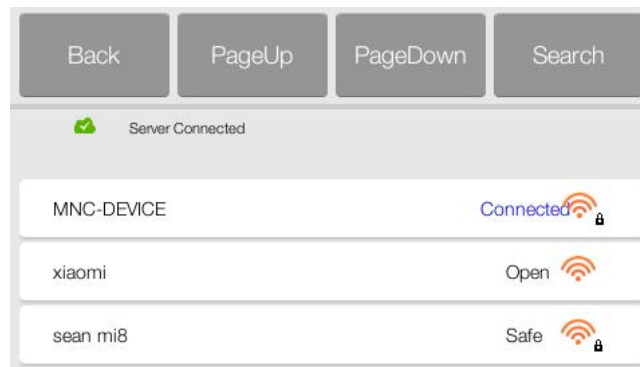 Back PageUp PageDown Search
Server Connected
MNC-DEVICE Connected
xiaomi Open
sean mi8 Safe